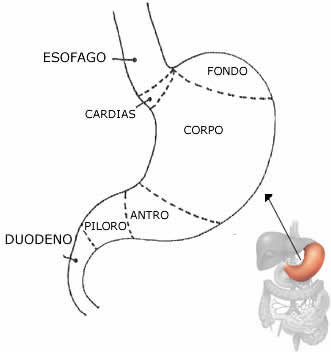 ESOFAGO
FONDO
CARDIAS
CORPO
ANTRO
PILORO
DUODENO